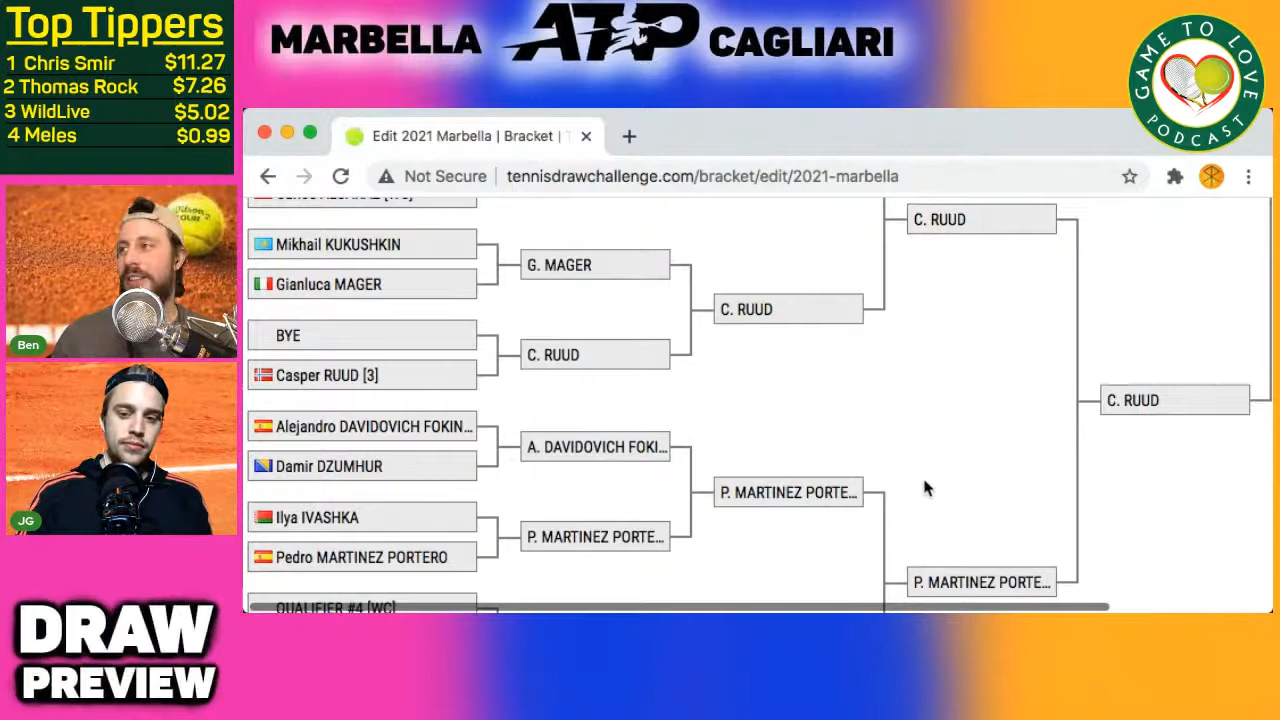 Top Tippers
1 Chris Smir $11.27
2 Thomas Rock $7.26
3 WildLive $5.02
4 Meles $0.99
MARBELLA ATP CAGLIARI
GAME TO LOVE
PODCAST
Edit 2021 Marbella | Bracket |
Not Secure
tennisdrawchallenge.com/bracket/edit/2021-marbella
Mikhail KUKUSHKIN
Gianluca MAGER
BYE
Casper RUUD [3]
Alejandro DAVIDOVICH FOKIN...
Damir DZUMHUR
Ilya IVASHKA
Pedro MARTINEZ PORTERO
QUALIFIER #4 [WC]
G. MAGER
C. RUUD
A. DAVIDOVICH FOKI...
P. MARTINEZ PORTE...
C. RUUD
P. MARTINEZ PORTE...
C. RUUD
P. MARTINEZ PORTE...
C. RUUD
Wilson
Ben
JG
DRAW
PREVIEW